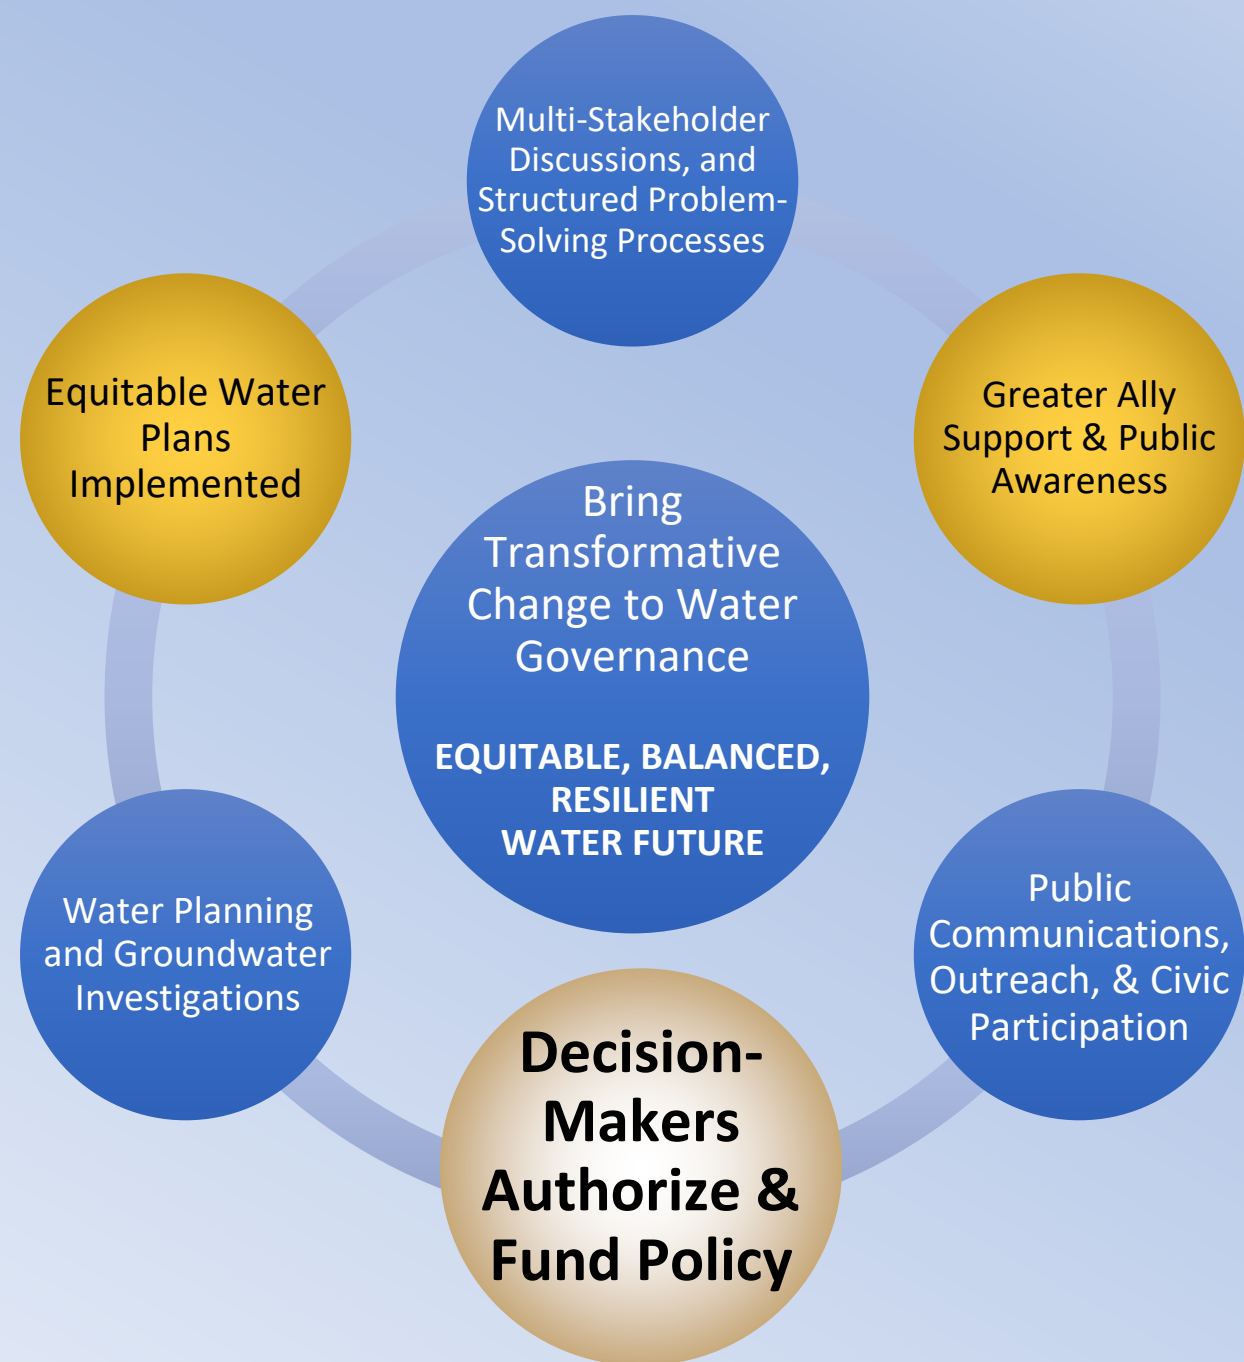 Multi-Stakeholder
Discussions, and
Structured Problem-
Solving Processes
Equitable Water
Plans
Implemented
Greater Ally
Support & Public
Awareness
Bring
Transformative
Change to Water
Governance
EQUITABLE, BALANCED,
RESILIENT
WATER FUTURE
Water Planning
and Groundwater
Investigations
Public
Communications,
Outreach, & Civic
Participation
Decision-
Makers
Authorize &
Fund Policy